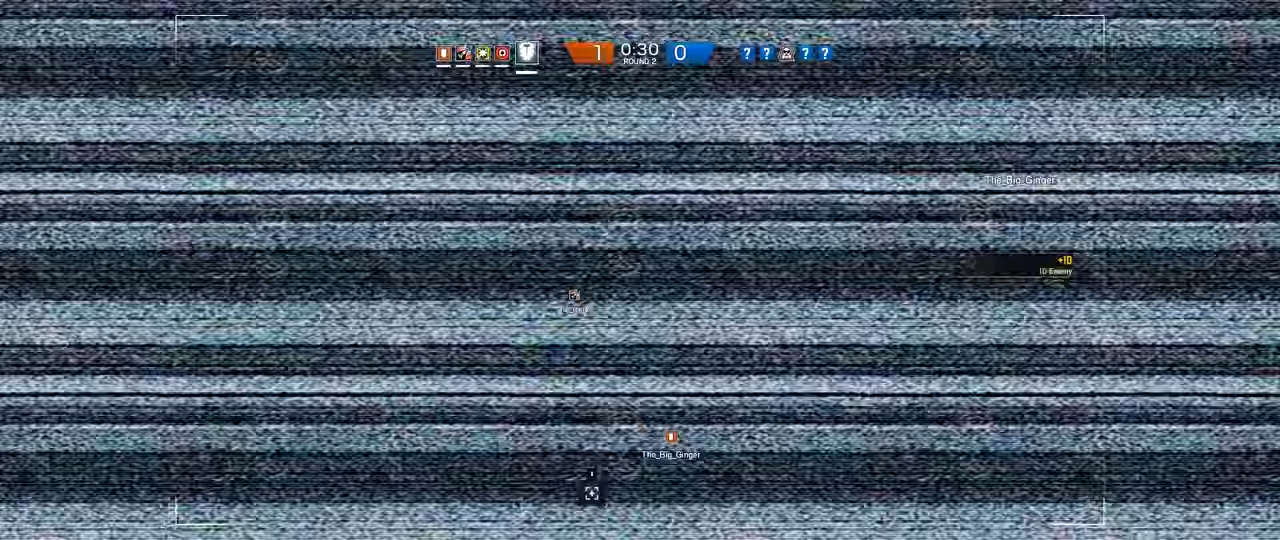 1 0:30 0
ROUND 2
? ? ? ?
The_Big_Ginger
+10
ID Enemy
The_Big_Ginger